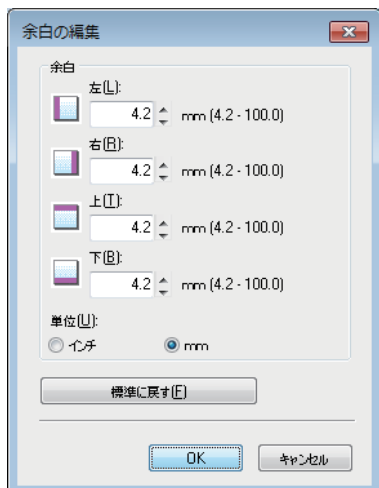 余白の編集
余白
左(L):
4.2 mm (4.2 - 100.0)
右(R):
4.2 mm (4.2 - 100.0)
上(T):
4.2 mm (4.2 - 100.0)
下(B):
4.2 mm (4.2 - 100.0)
単位(U):
インチ mm
標準に戻す(F)
OK キャンセル